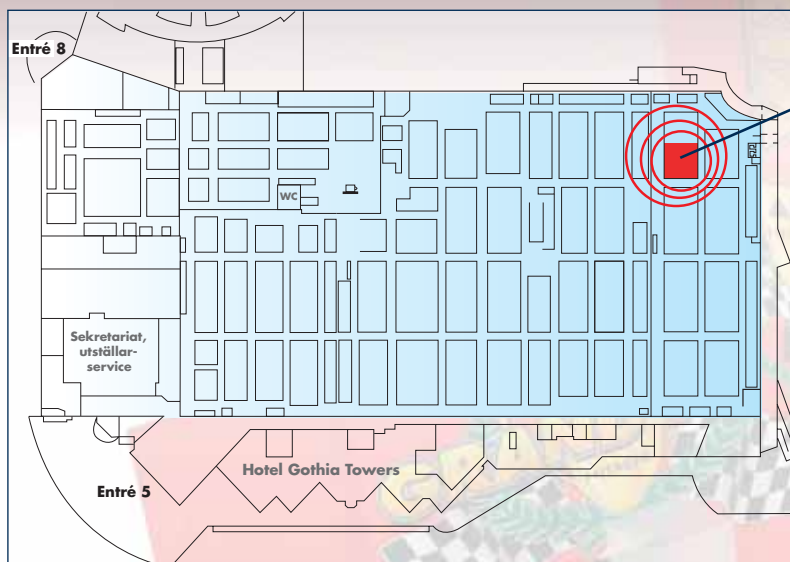 Entré 8
WC
Sekretariat,
utställar-
service
Hotel Gothia Towers
Entré 5